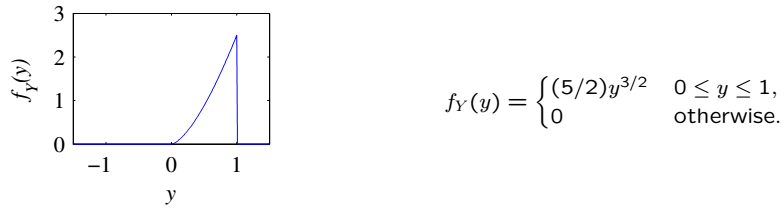 3
2
1
0
−1 0 1
y
f_Y(y)
f_Y(y) = { (5/2)y^{3/2} 0 ≤ y ≤ 1,
0 otherwise.